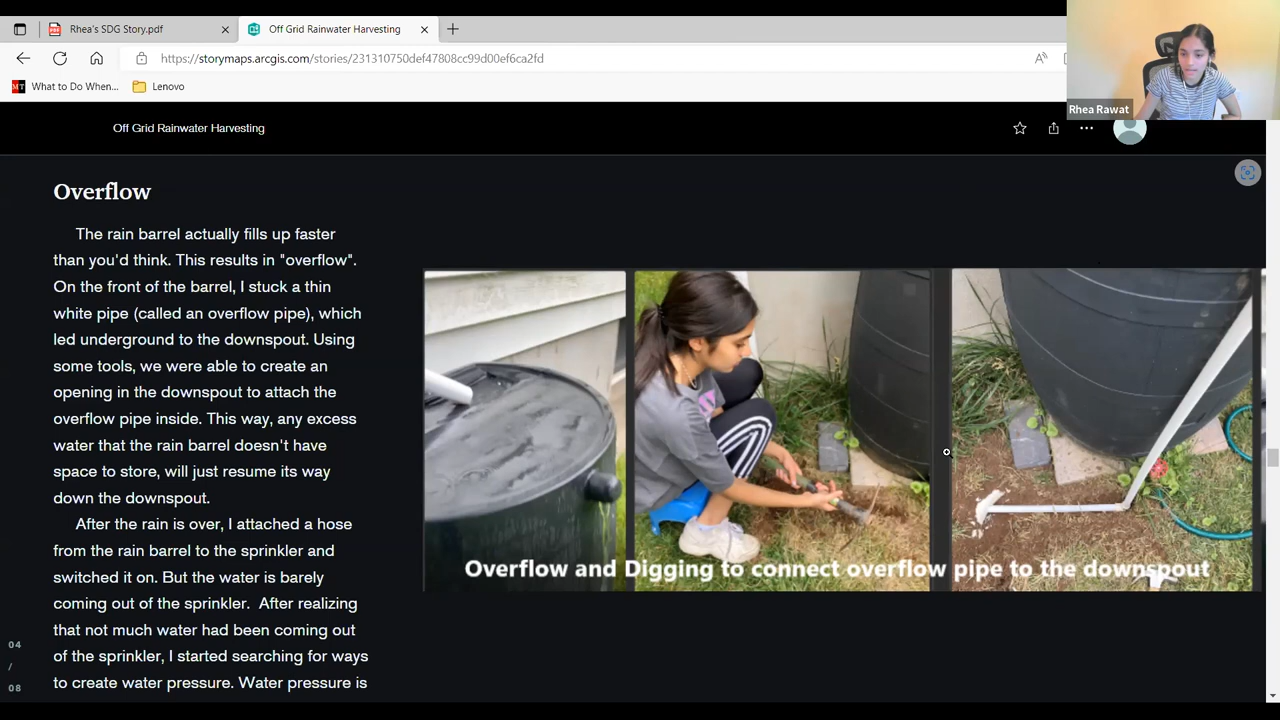 Rhea's SDG Story.pdf
Off Grid Rainwater Harvesting
https://storymaps.arcgis.com/stories/231310750def47808cc99d00ef6ca2fd
What to Do When...
Lenovo
Rhea Rawat
Off Grid Rainwater Harvesting
Overflow
The rain barrel actually fills up faster
than you'd think. This results in "overflow".
On the front of the barrel, I stuck a thin
white pipe (called an overflow pipe), which
led underground to the downspout. Using
some tools, we were able to create an
opening in the downspout to attach the
overflow pipe inside. This way, any excess
water that the rain barrel doesn't have
space to store, will just resume its way
down the downspout.
After the rain is over, I attached a hose
from the rain barrel to the sprinkler and
switched it on. But the water is barely
coming out of the sprinkler.  After realizing
that not much water had been coming out
of the sprinkler, I started searching for ways
to create water pressure. Water pressure is
Overflow and Digging to connect overflow pipe to the downspout
04
/
08